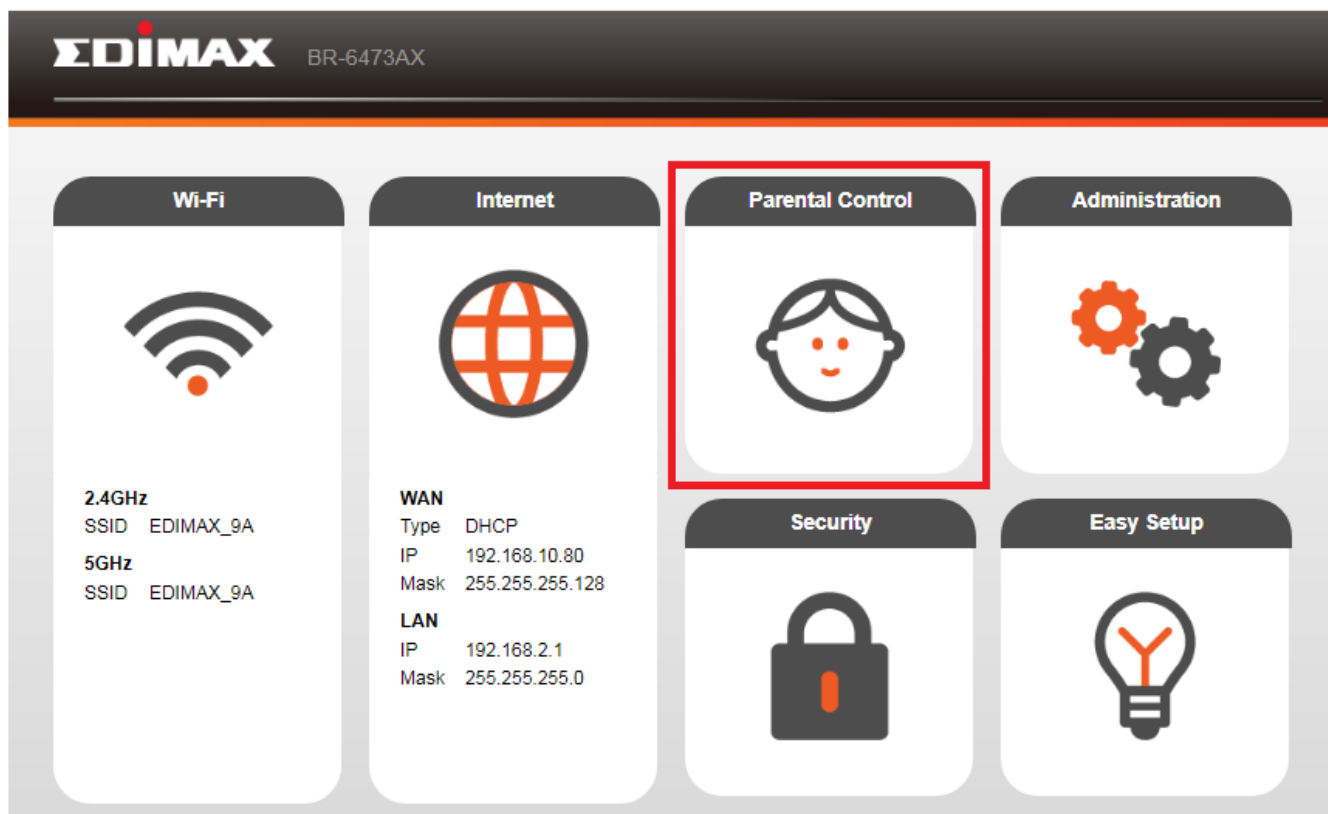 EDIMAX BR-6473AX
Wi-Fi
2.4GHz
SSID EDIMAX_9A
5GHz
SSID EDIMAX_9A
Internet
WAN
Type DHCP
IP 192.168.10.80
Mask 255.255.255.128
LAN
IP 192.168.2.1
Mask 255.255.255.0
Parental Control
Administration
Security
Easy Setup